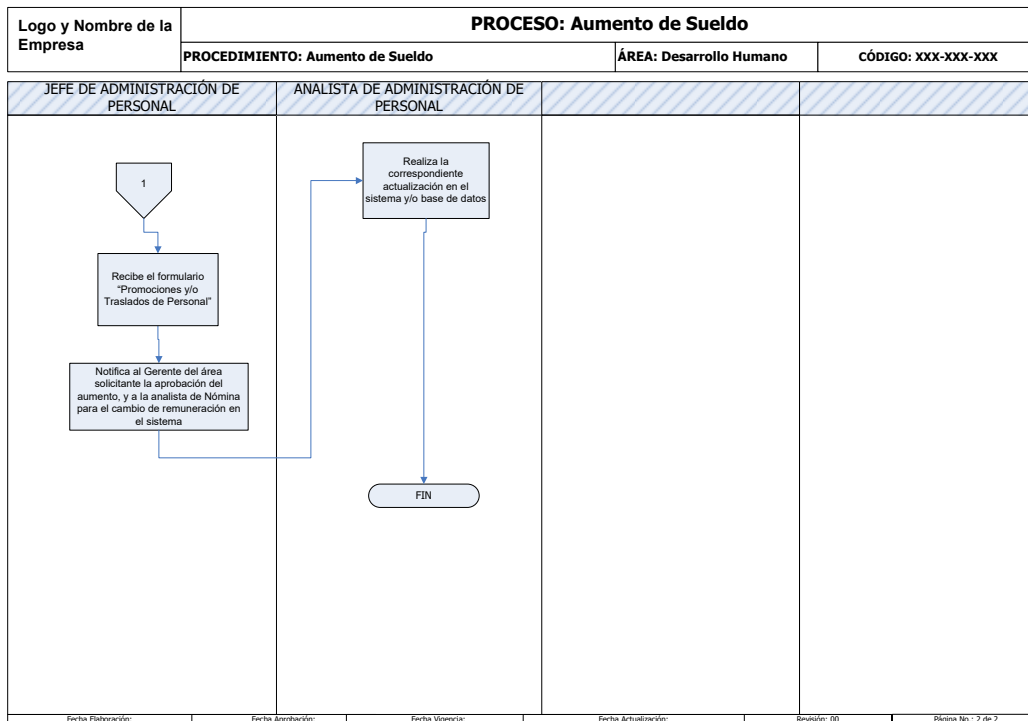 Logo y Nombre de la
Empresa
PROCESO: Aumento de Sueldo
PROCEDIMIENTO: Aumento de Sueldo
ÁREA: Desarrollo Humano
CÓDIGO: XXX-XXX-XXX
JEFE DE ADMINISTRACIÓN DE
PERSONAL
ANALISTA DE ADMINISTRACIÓN DE
PERSONAL
1
Recibe el formulario
“Promociones y/o
Traslados de Personal”
Notifica al Gerente del área
solicitante la aprobación del
aumento, y a la analista de Nómina
para el cambio de remuneración en
el sistema
Realiza la
correspondiente
actualización en el
sistema y/o base de datos
FIN
Fecha Elaboración:
Fecha Aprobación:
Fecha Vigencia:
Fecha Actualización:
Revisión: 00
Página No.: 2 de 2